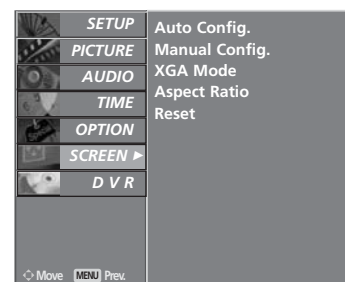 SETUP
PICTURE
AUDIO
TIME
OPTION
SCREEN ►
D V R
Auto Config.
Manual Config.
XGA Mode
Aspect Ratio
Reset
Move MENU Prev.